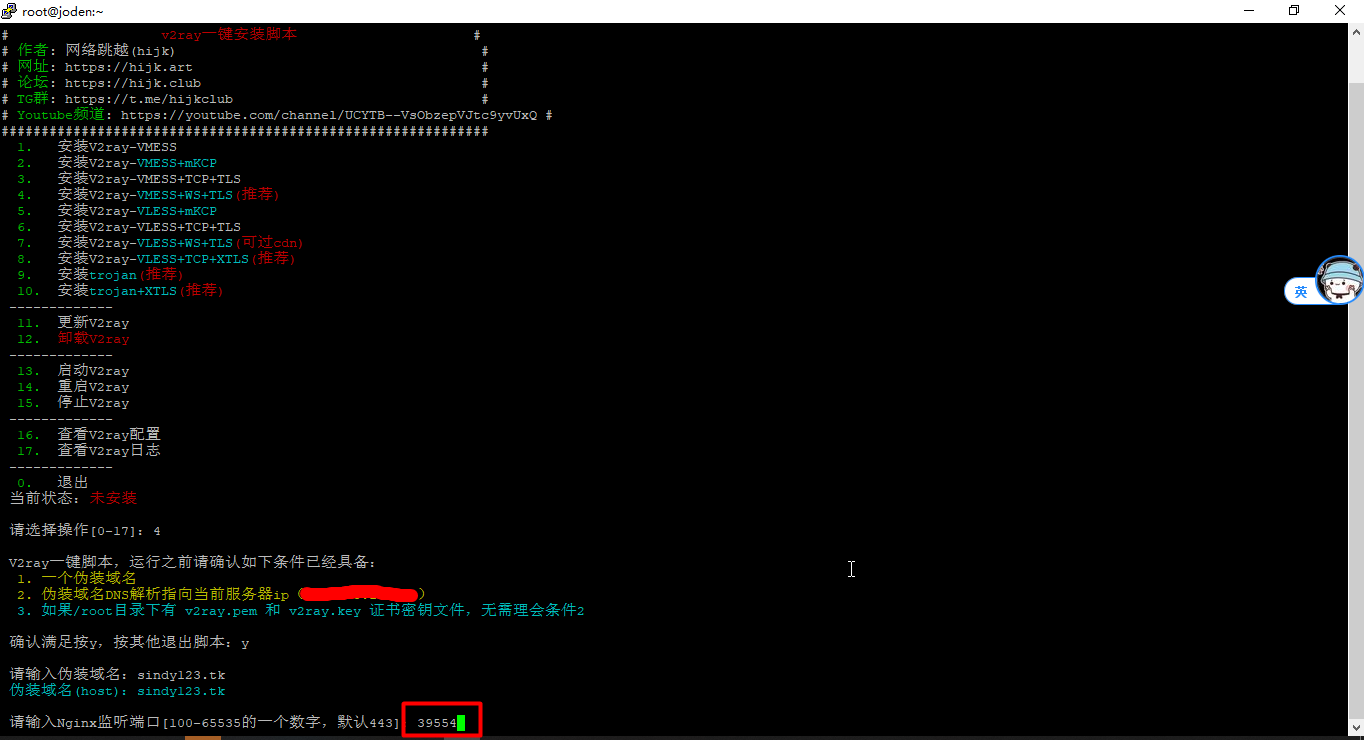 root@joden:~
# v2ray一键安装脚本 #
# 作者: 网络跳越(hijk) #
# 网址: https://hijk.art #
# 论坛: https://hijk.club #
# TG群: https://t.me/hijkclub #
# Youtube频道: https://youtube.com/channel/UCYTB--VsObzepVJtc9yvUxQ #
#############################################################
1. 安装V2ray-VMESS
2. 安装V2ray-VMESS+mKCP
3. 安装V2ray-VMESS+TCP+TLS
4. 安装V2ray-VMESS+WS+TLS(推荐)
5. 安装V2ray-VLESS+mKCP
6. 安装V2ray-VLESS+TCP+TLS
7. 安装V2ray-VLESS+WS+TLS(可过cdn)
8. 安装V2ray-VLESS+TCP+XTLS(推荐)
9. 安装trojan(推荐)
10. 安装trojan+XTLS(推荐)
-------------
11. 更新V2ray
12. 卸载V2ray
-------------
13. 启动V2ray
14. 重启V2ray
15. 停止V2ray
-------------
16. 查看V2ray配置
17. 查看V2ray日志
-------------
0. 退出
当前状态: 未安装
请选择操作[0-17]: 4
V2ray一键脚本，运行之前请确认如下条件已经具备:
1. 一个伪装域名
2. 伪装域名DNS解析指向当前服务器ip（ ）
3. 如果/root目录下有 v2ray.pem 和 v2ray.key 证书密钥文件，无需理会条件2
确认满足按y，按其他退出脚本: y
请输入伪装域名: sindy123.tk
伪装域名(host): sindy123.tk
请输入Nginx监听端口[100-65535的一个数字，默认443] 39554
英